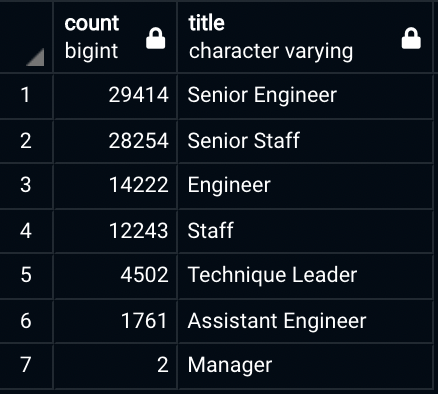 count title
bigint character varying
1 29414 Senior Engineer
2 28254 Senior Staff
3 14222 Engineer
4 12243 Staff
5 4502 Technique Leader
6 1761 Assistant Engineer
7 2 Manager